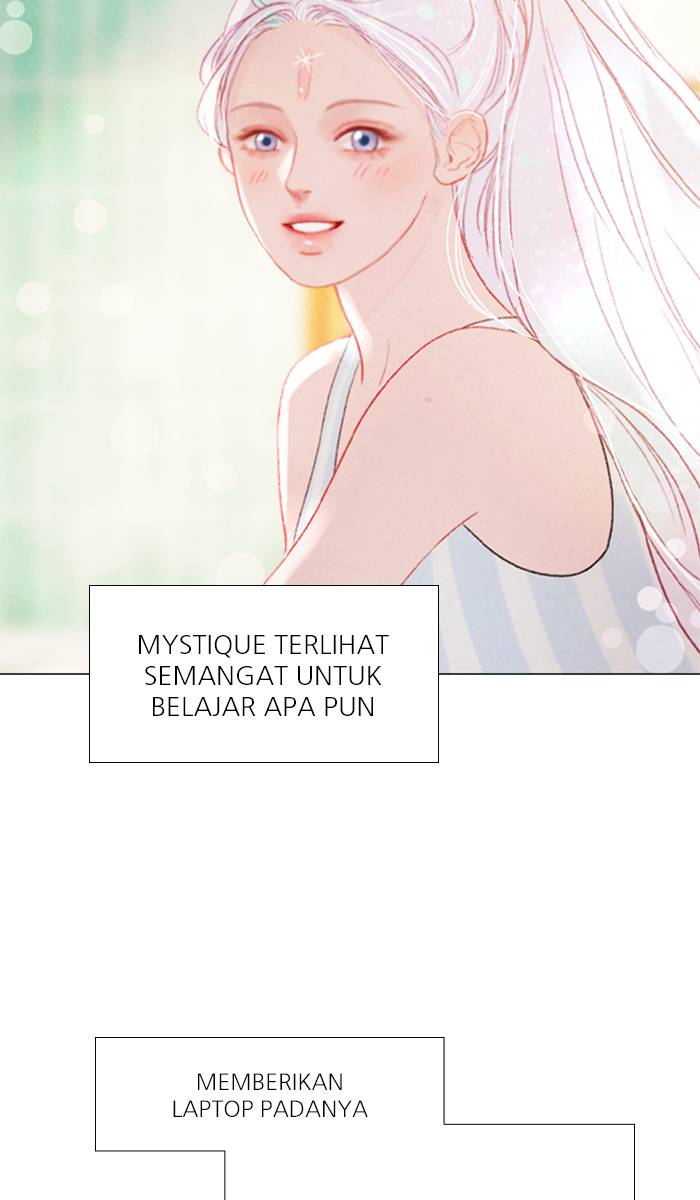 MYSTIQUE TERLIHAT
SEMANGAT UNTUK
BELAJAR APA PUN
MEMBERIKAN
LAPTOP PADANYA